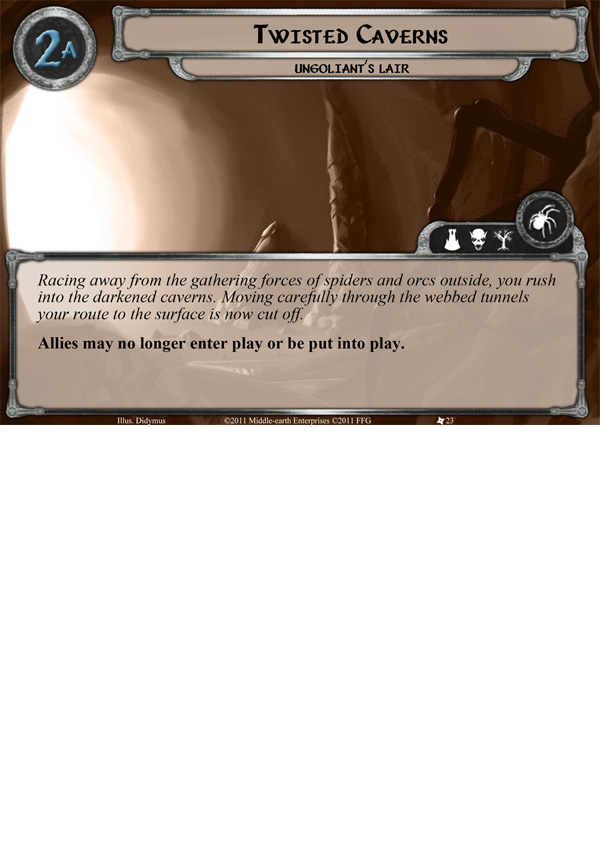 2A
Twisted Caverns
Ungoliant's Lair
Racing away from the gathering forces of spiders and orcs outside, you rush
into the darkened caverns. Moving carefully through the webbed tunnels
your route to the surface is now cut off.
Allies may no longer enter play or be put into play.
Illus. Didymus ©2011 Middle-earth Enterprises ©2011 FFG 23